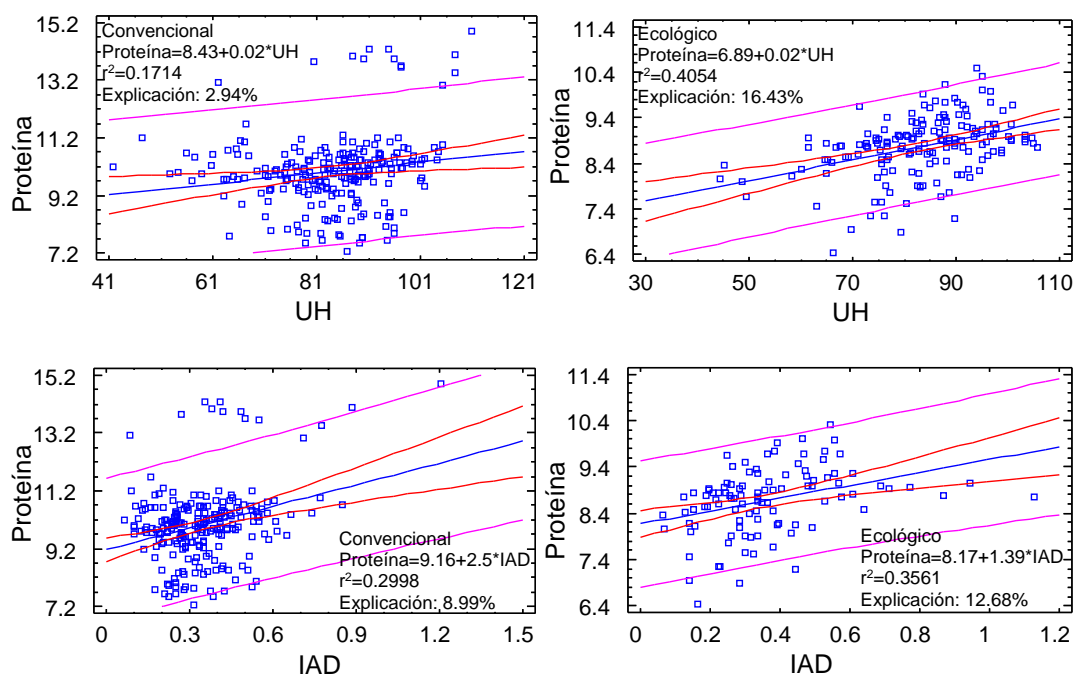 Convencional
Proteína=8.43+0.02*UH
r²=0.1714
Explicación: 2.94%
15.2
13.2
11.2
9.2
7.2
Proteína
41 61 81 101 121
UH
Ecológico
Proteína=6.89+0.02*UH
r²=0.4054
Explicación: 16.43%
11.4
10.4
9.4
8.4
7.4
6.4
Proteína
30 50 70 90 110
UH
15.2
13.2
11.2
9.2
7.2
Proteína
Convencional
Proteína=9.16+2.5*IAD
r²=0.2998
Explicación: 8.99%
0 0.3 0.6 0.9 1.2 1.5
IAD
11.4
10.4
9.4
8.4
7.4
6.4
Proteína
Ecológico
Proteína=8.17+1.39*IAD
r²=0.3561
Explicación: 12.68%
0 0.2 0.4 0.6 0.8 1 1.2
IAD